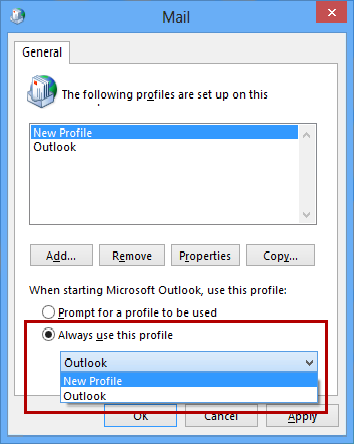 Mail
General
The following profiles are set up on this
New Profile
Outlook
Add...
Remove
Properties
Copy...
When starting Microsoft Outlook, use this profile:
Prompt for a profile to be used
Always use this profile
Outlook
New Profile
Outlook
OK
Cancel
Apply